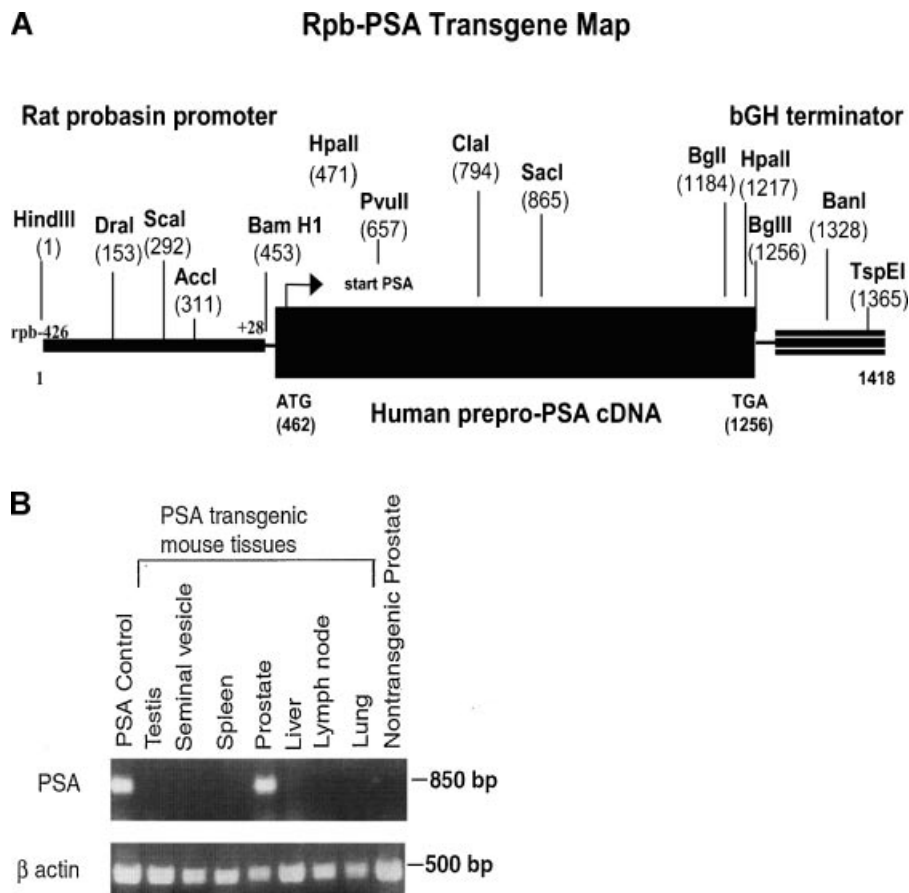 A
Rpb-PSA Transgene Map
Rat probasin promoter
bGH terminator
HindIII
(1)
DraI
(153)
ScaI
(292)
AccI
(311)
Bam H1
(453)
HpaII
(471)
PvuII
(657)
ClaI
(794)
SacI
(865)
BglI
(1184)
HpaII
(1217)
BglII
(1256)
BanI
(1328)
TspEI
(1365)
rpb-426
+28
start PSA
1
1418
ATG
(462)
Human prepro-PSA cDNA
TGA
(1256)
B
PSA transgenic
mouse tissues
PSA Control
Testis
Seminal vesicle
Spleen
Prostate
Liver
Lymph node
Lung
Nontransgenic Prostate
PSA
850 bp
β actin
500 bp